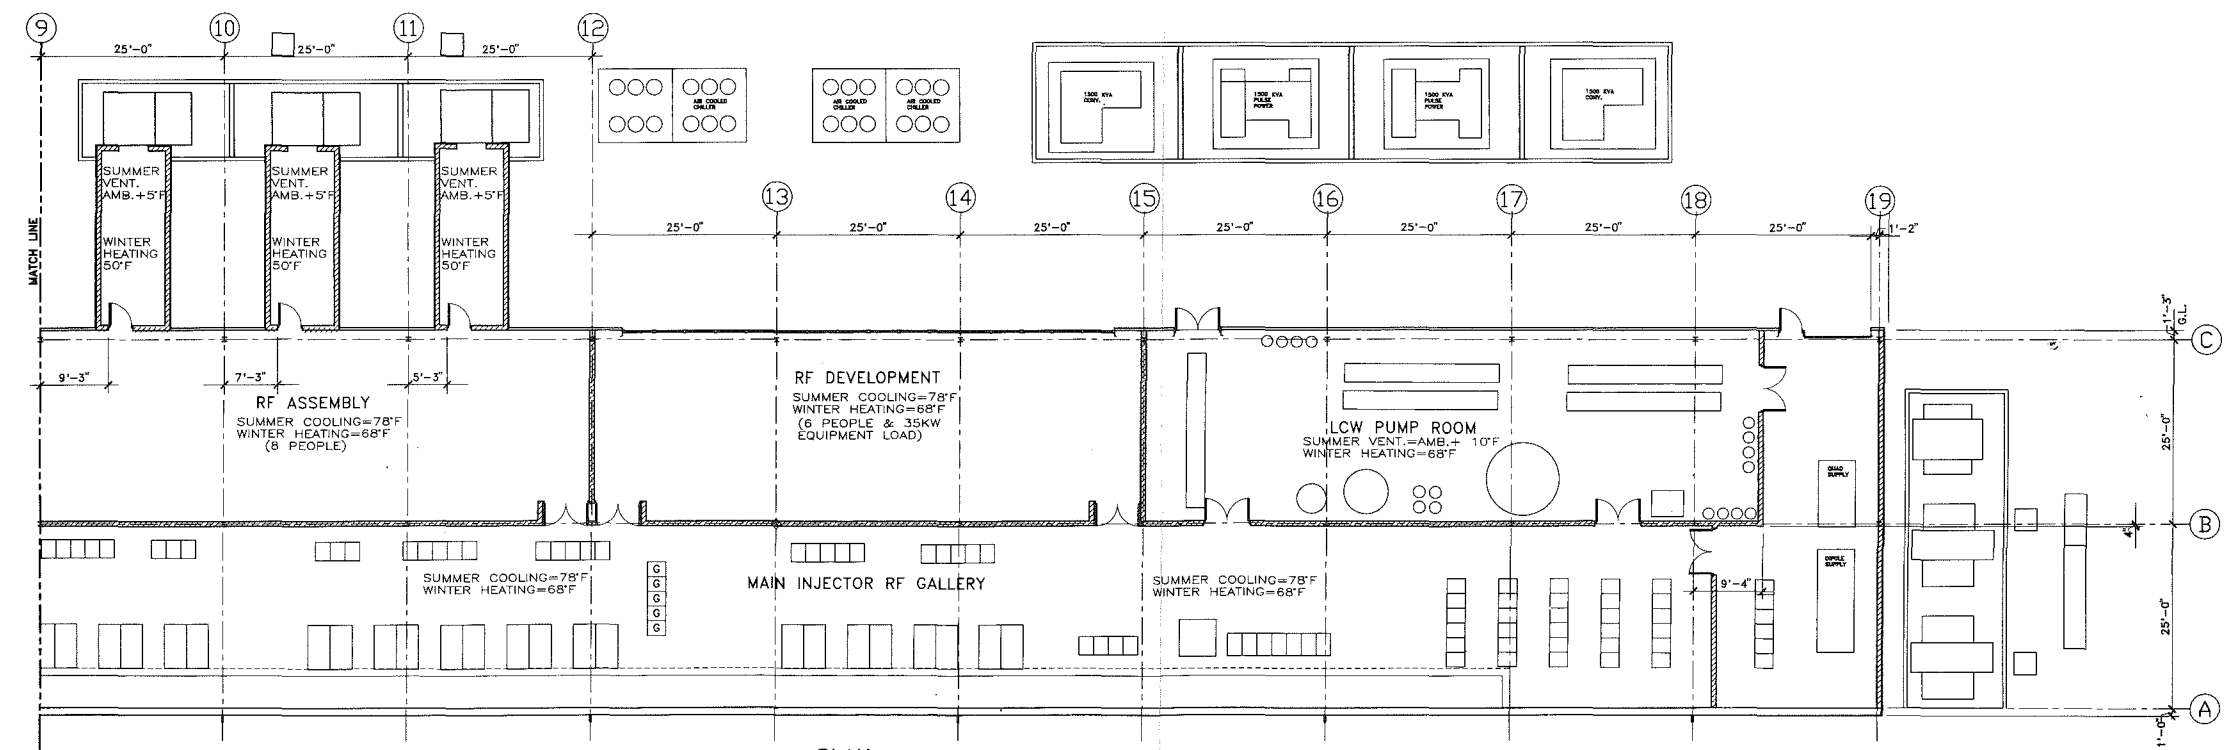 9
10
11
12
25'-0"
25'-0"
25'-0"
AIR COOLED
CHILLER
AIR COOLED
CHILLER
AIR COOLED
CHILLER
1500 KVA
CONV.
1500 KVA
PULSE
POWER
1500 KVA
PULSE
POWER
1500 KVA
CONV.
SUMMER
VENT.
AMB.+5°F
SUMMER
VENT.
AMB.+5°F
SUMMER
VENT.
AMB.+5°F
13
14
15
16
17
18
19
25'-0"
25'-0"
25'-0"
25'-0"
25'-0"
25'-0"
25'-0"
1'-2"
MATCH LINE
WINTER
HEATING
50°F
WINTER
HEATING
50°F
WINTER
HEATING
50°F
1'-3"
G.L.
C
9'-3"
7'-3"
5'-3"
RF ASSEMBLY
SUMMER COOLING=78°F
WINTER HEATING=68°F
(8 PEOPLE)
RF DEVELOPMENT
SUMMER COOLING=78°F
WINTER HEATING=68°F
(6 PEOPLE & 35KW
EQUIPMENT LOAD)
LCW PUMP ROOM
SUMMER VENT.=AMB.+ 10°F
WINTER HEATING=68°F
25'-0"
QUAD
SUPPLY
B
4"
SUMMER COOLING=78°F
WINTER HEATING=68°F
G
G
G
G
G
MAIN INJECTOR RF GALLERY
SUMMER COOLING=78°F
WINTER HEATING=68°F
9'-4"
DIPOLE
SUPPLY
25'-0"
A
1'-0"